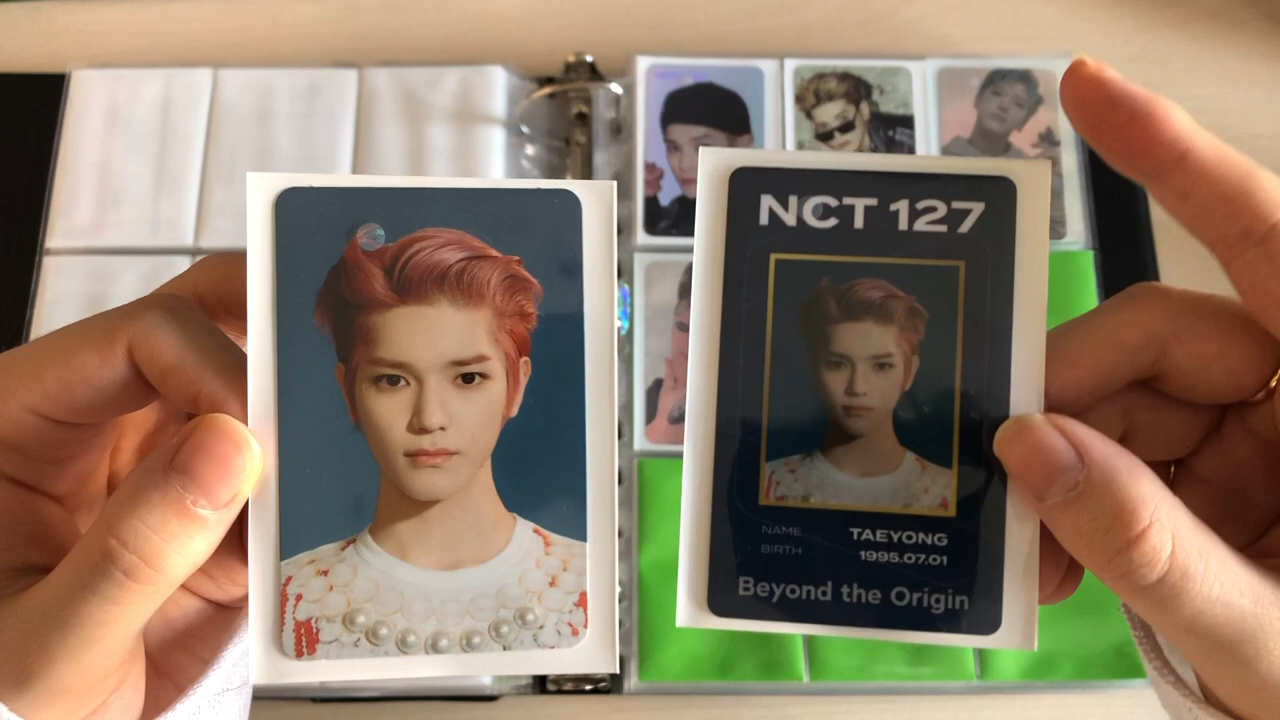 NCT 127
NAME TAEYONG
BIRTH 1995.07.01
Beyond the Origin